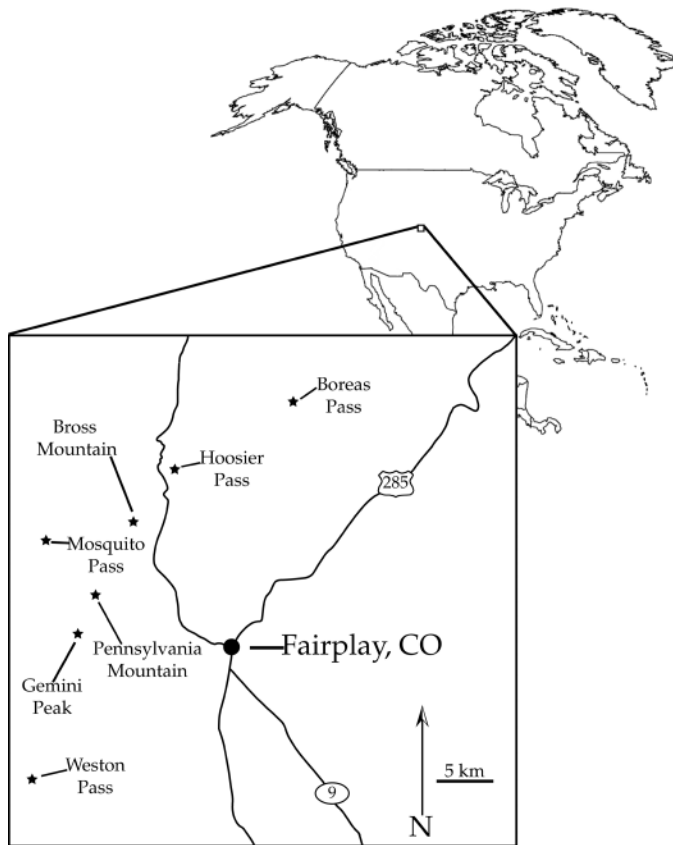 Boreas
Pass
Bross
Mountain
Hoosier
Pass
285
Mosquito
Pass
Pennsylvania
Mountain
Fairplay, CO
Gemini
Peak
Weston
Pass
5 km
9
N